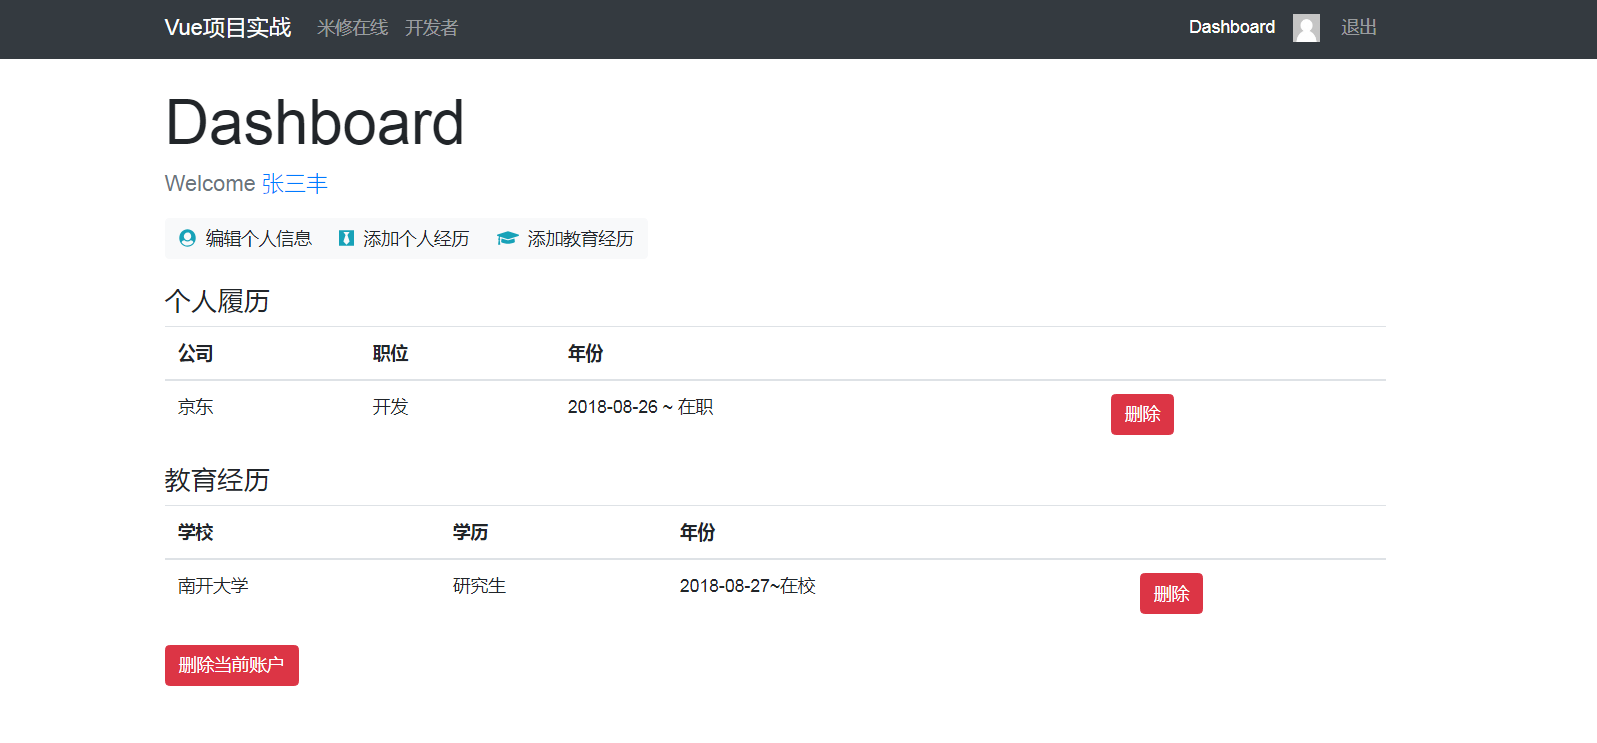 Vue项目实战 米修在线 开发者 Dashboard 退出
Dashboard
Welcome 张三丰
编辑个人信息 添加个人经历 添加教育经历
个人履历
公司 职位 年份
京东 开发 2018-08-26 ~ 在职 删除
教育经历
学校 学历 年份
南开大学 研究生 2018-08-27~在校 删除
删除当前账户